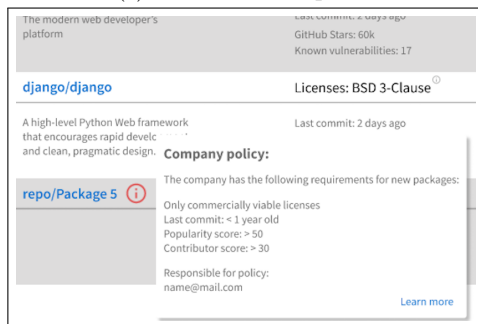 The modern web developer's
platform
Last commit: 2 days ago
GitHub Stars: 60k
Known vulnerabilities: 17
django/django
Licenses: BSD 3-Clause
A high-level Python Web framework
that encourages rapid
and clean, pragmatic design.
Last commit: 2 days ago
repo/Package 5
Company policy:
The company has the following requirements for new packages:
Only commercially viable licenses
Last commit: < 1 year old
Popularity score: > 50
Contributor score: > 30
Responsible for policy:
name@mail.com
Learn more